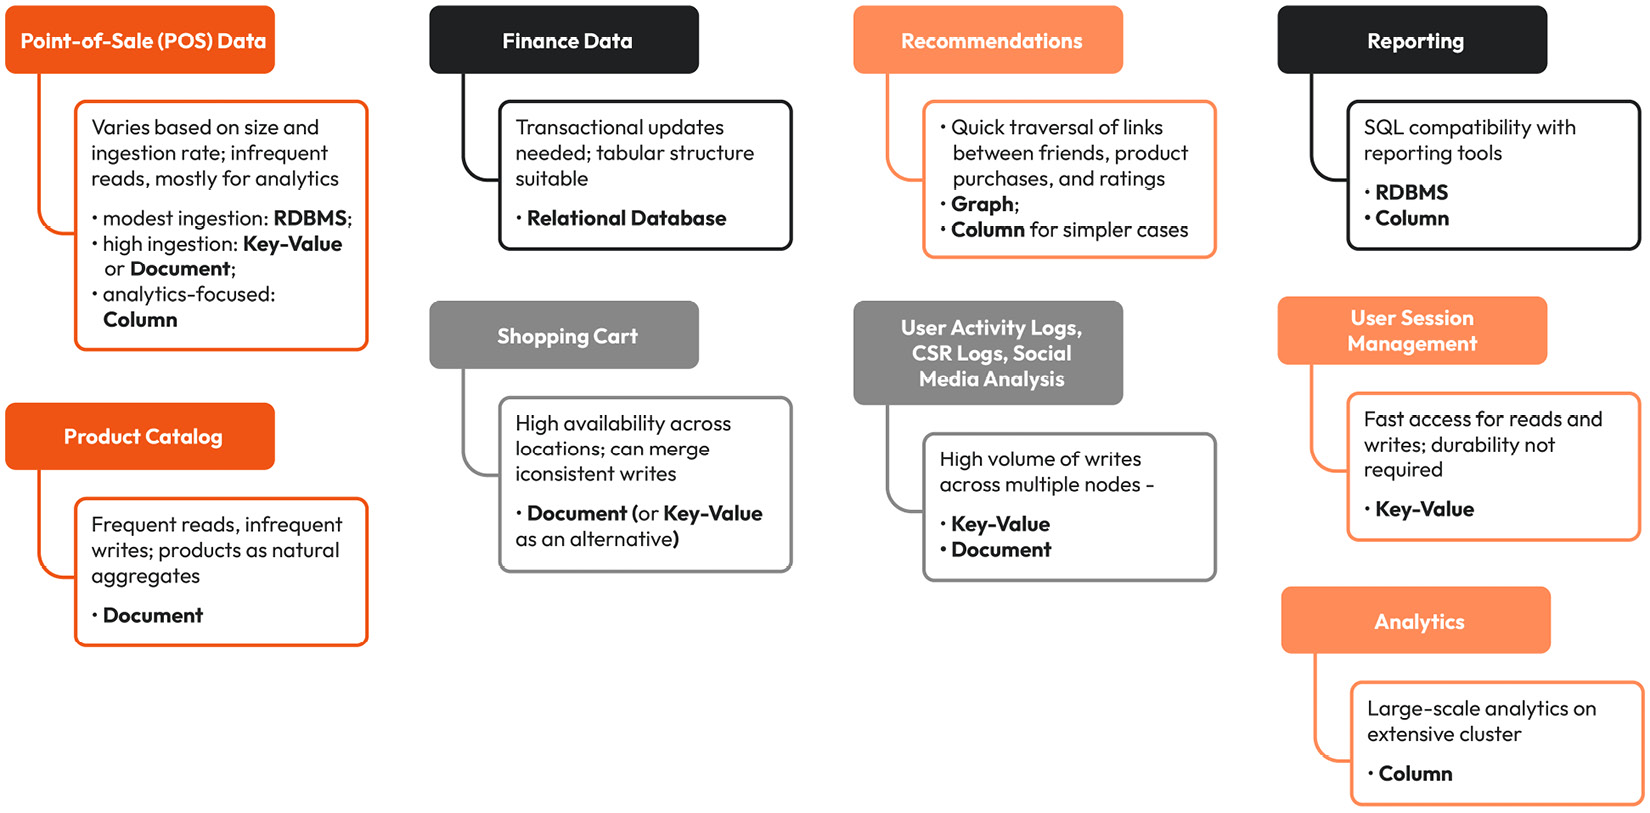 Point-of-Sale (POS) Data
Varies based on size and
ingestion rate; infrequent
reads, mostly for analytics
• modest ingestion: RDBMS;
• high ingestion: Key-Value
or Document;
• analytics-focused:
Column
Product Catalog
Frequent reads, infrequent
writes; products as natural
aggregates
• Document
Finance Data
Transactional updates
needed; tabular structure
suitable
• Relational Database
Shopping Cart
High availability across
locations; can merge
iconsistent writes
• Document (or Key-Value
as an alternative)
Recommendations
• Quick traversal of links
between friends, product
purchases, and ratings
• Graph;
• Column for simpler cases
User Activity Logs,
CSR Logs, Social
Media Analysis
High volume of writes
across multiple nodes -
• Key-Value
• Document
Reporting
SQL compatibility with
reporting tools
• RDBMS
• Column
User Session
Management
Fast access for reads and
writes; durability not
required
• Key-Value
Analytics
Large-scale analytics on
extensive cluster
• Column